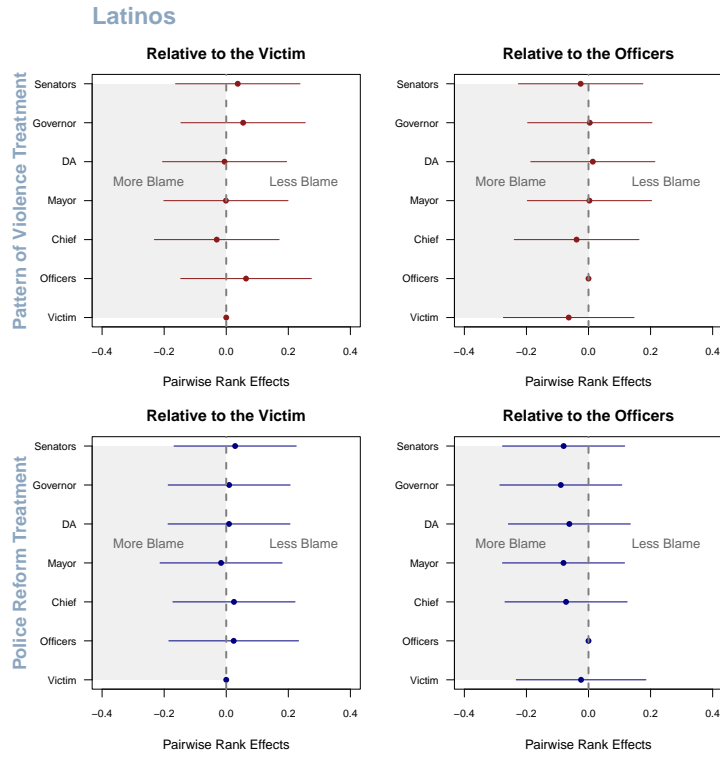 Latinos
Pattern of Violence Treatment
Relative to the Victim
Senators
Governor
DA
Mayor
Chief
Officers
Victim
More Blame
Less Blame
−0.4 −0.2 0.0 0.2 0.4
Pairwise Rank Effects
Relative to the Officers
Senators
Governor
DA
Mayor
Chief
Officers
Victim
More Blame
Less Blame
−0.4 −0.2 0.0 0.2 0.4
Pairwise Rank Effects
Police Reform Treatment
Relative to the Victim
Senators
Governor
DA
Mayor
Chief
Officers
Victim
More Blame
Less Blame
−0.4 −0.2 0.0 0.2 0.4
Pairwise Rank Effects
Relative to the Officers
Senators
Governor
DA
Mayor
Chief
Officers
Victim
More Blame
Less Blame
−0.4 −0.2 0.0 0.2 0.4
Pairwise Rank Effects